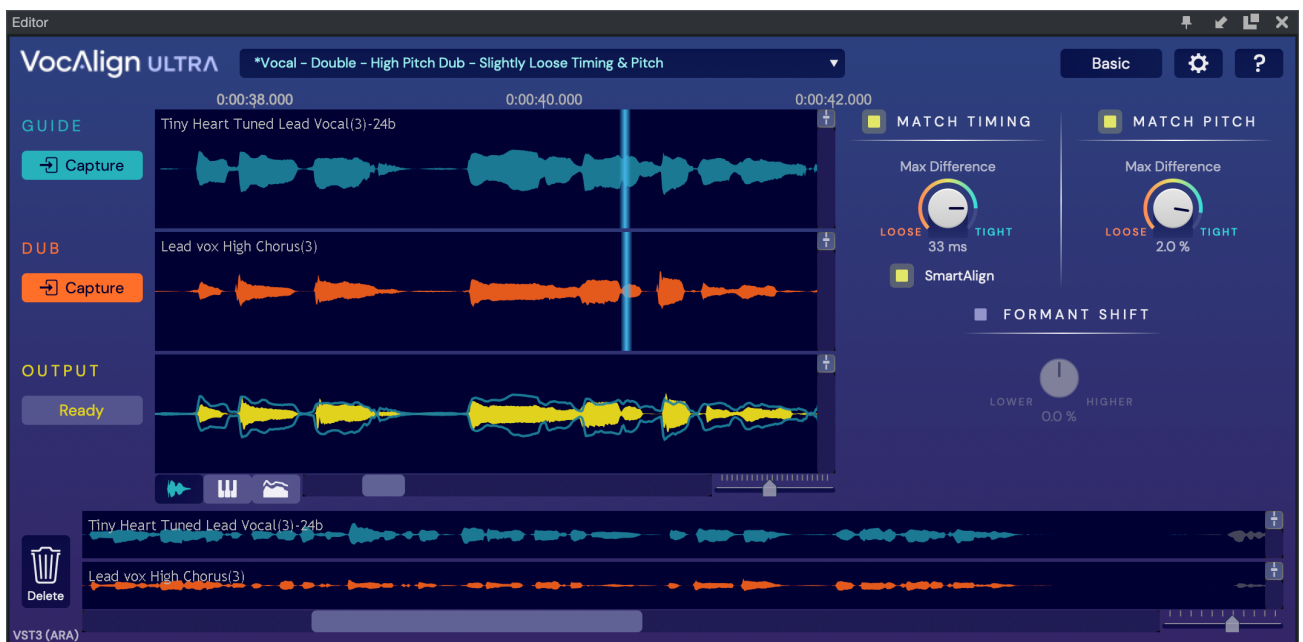 Editor
VocAlign ULTRA
*Vocal - Double - High Pitch Dub - Slightly Loose Timing & Pitch
Basic
?
0:00:38.000
0:00:40.000
0:00:42.000
GUIDE
Capture
Tiny Heart Tuned Lead Vocal(3)-24b
DUB
Capture
Lead vox High Chorus(3)
OUTPUT
Ready
MATCH TIMING
Max Difference
LOOSE
TIGHT
33 ms
SmartAlign
MATCH PITCH
Max Difference
LOOSE
TIGHT
2.0 %
FORMANT SHIFT
LOWER
HIGHER
0.0 %
Tiny Heart Tuned Lead Vocal(3)-24b
Lead vox High Chorus(3)
Delete
VST3 (ARA)